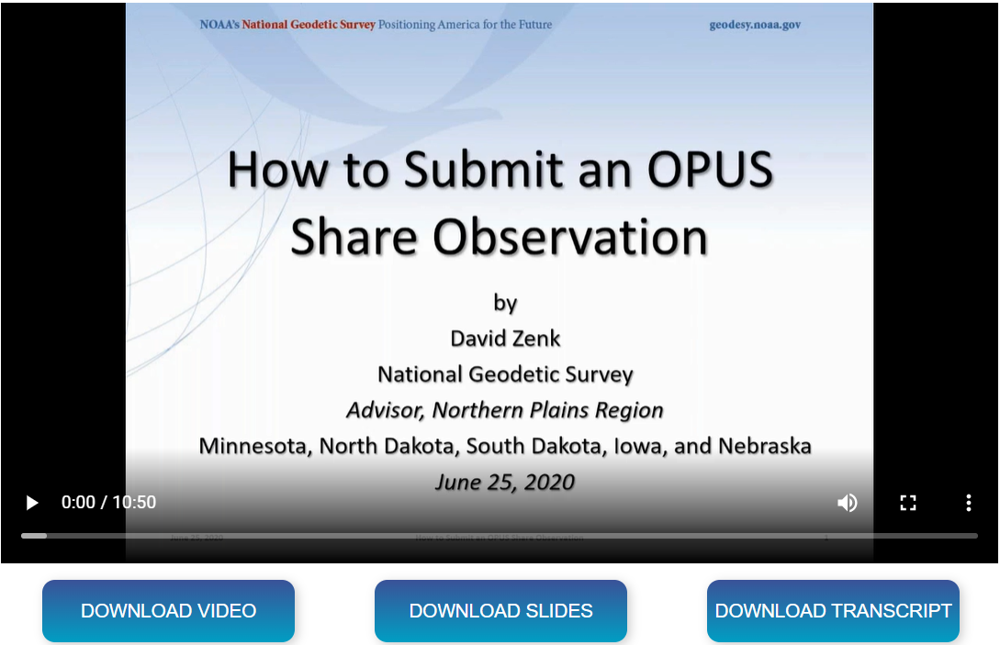 NOAA's National Geodetic Survey Positioning America for the Future geodesy.noaa.gov
How to Submit an OPUS
Share Observation
by
David Zenk
National Geodetic Survey
Advisor, Northern Plains Region
Minnesota, North Dakota, South Dakota, Iowa, and Nebraska
June 25, 2020
0:00 / 10:50
June 25, 2020 How to Submit an OPUS Share Observation 1
DOWNLOAD VIDEO DOWNLOAD SLIDES DOWNLOAD TRANSCRIPT